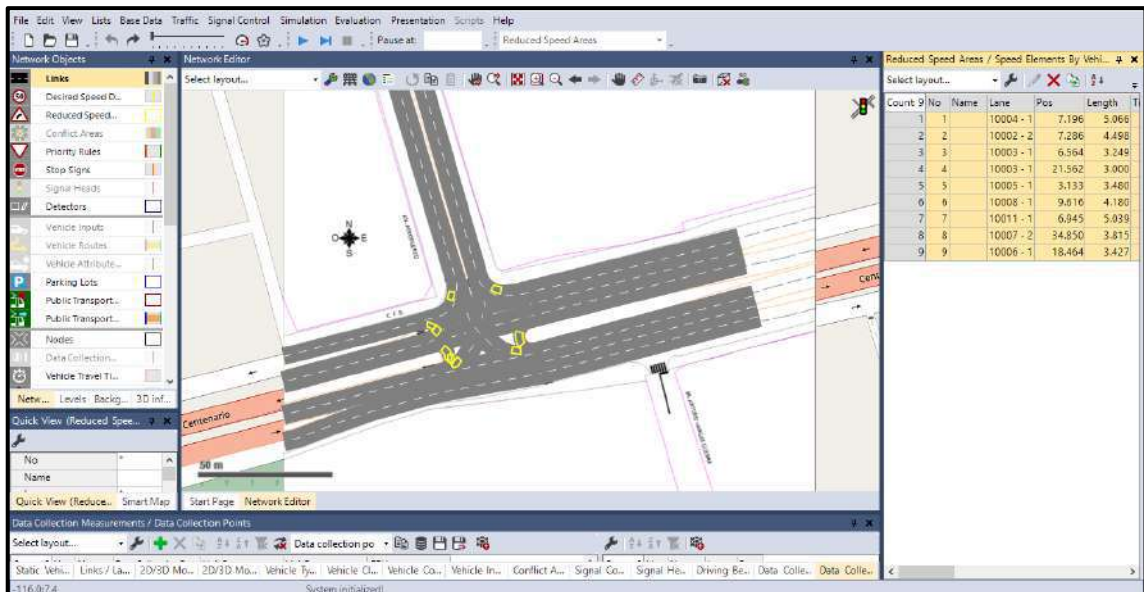 File Edit View Lists Base Data Traffic Signal Control Simulation Evaluation Presentation Scripts Help
Pause at: Reduced Speed Areas
Network Objects
Links
Desired Speed D...
Reduced Speed...
Conflict Areas
Priority Rules
Stop Signs
Signal Heads
Detectors
Vehicle Inputs
Vehicle Routes
Vehicle Attribute...
Parking Lots
Public Transport...
Public Transport...
Nodes
Data Collection...
Vehicle Travel Ti...
Netw... Levels Backg... 3D inf...
Quick View (Reduced Spee...
No
Name
Quick View (Reduce... Smart Map
Network Editor
Select layout...
N
O E
S
Centenario
Cent
50 m
Start Page Network Editor
Reduced Speed Areas / Speed Elements By Vehi...
Select layout...
Count 9 No Name Lane Pos Length Ti
1 1 10004 - 1 7.196 5.066
2 2 10002 - 2 7.286 4.498
3 3 10003 - 1 6.564 3.249
4 4 10003 - 1 21.562 3.000
5 5 10005 - 1 3.133 3.480
6 6 10008 - 1 9.616 4.180
7 7 10011 - 1 6.945 5.039
8 8 10007 - 2 34.850 3.815
9 9 10006 - 1 18.464 3.427
Data Collection Measurements / Data Collection Points
Select layout... Data collection po
Static Vehi... Links / La... 2D/3D Mo... 2D/3D Mo... Vehicle Ty... Vehicle Cl... Vehicle Co... Vehicle In... Conflict A... Signal Co... Signal He... Driving Be... Data Colle... Data Colle...
-116.0:7.4 System initialized!